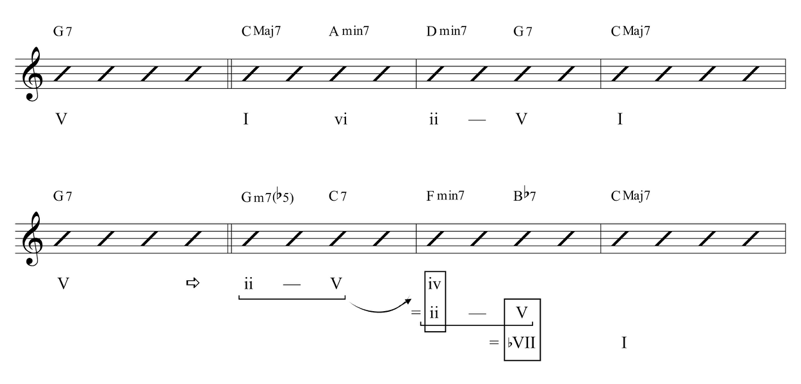 G7 CMaj7 Amin7 Dmin7 G7 CMaj7
V I vi ii — V I
G7 Gm7(♭5) C7 Fmin7 B♭7 CMaj7
V ⇨ ii — V iv
= ii — V
= ♭VII I